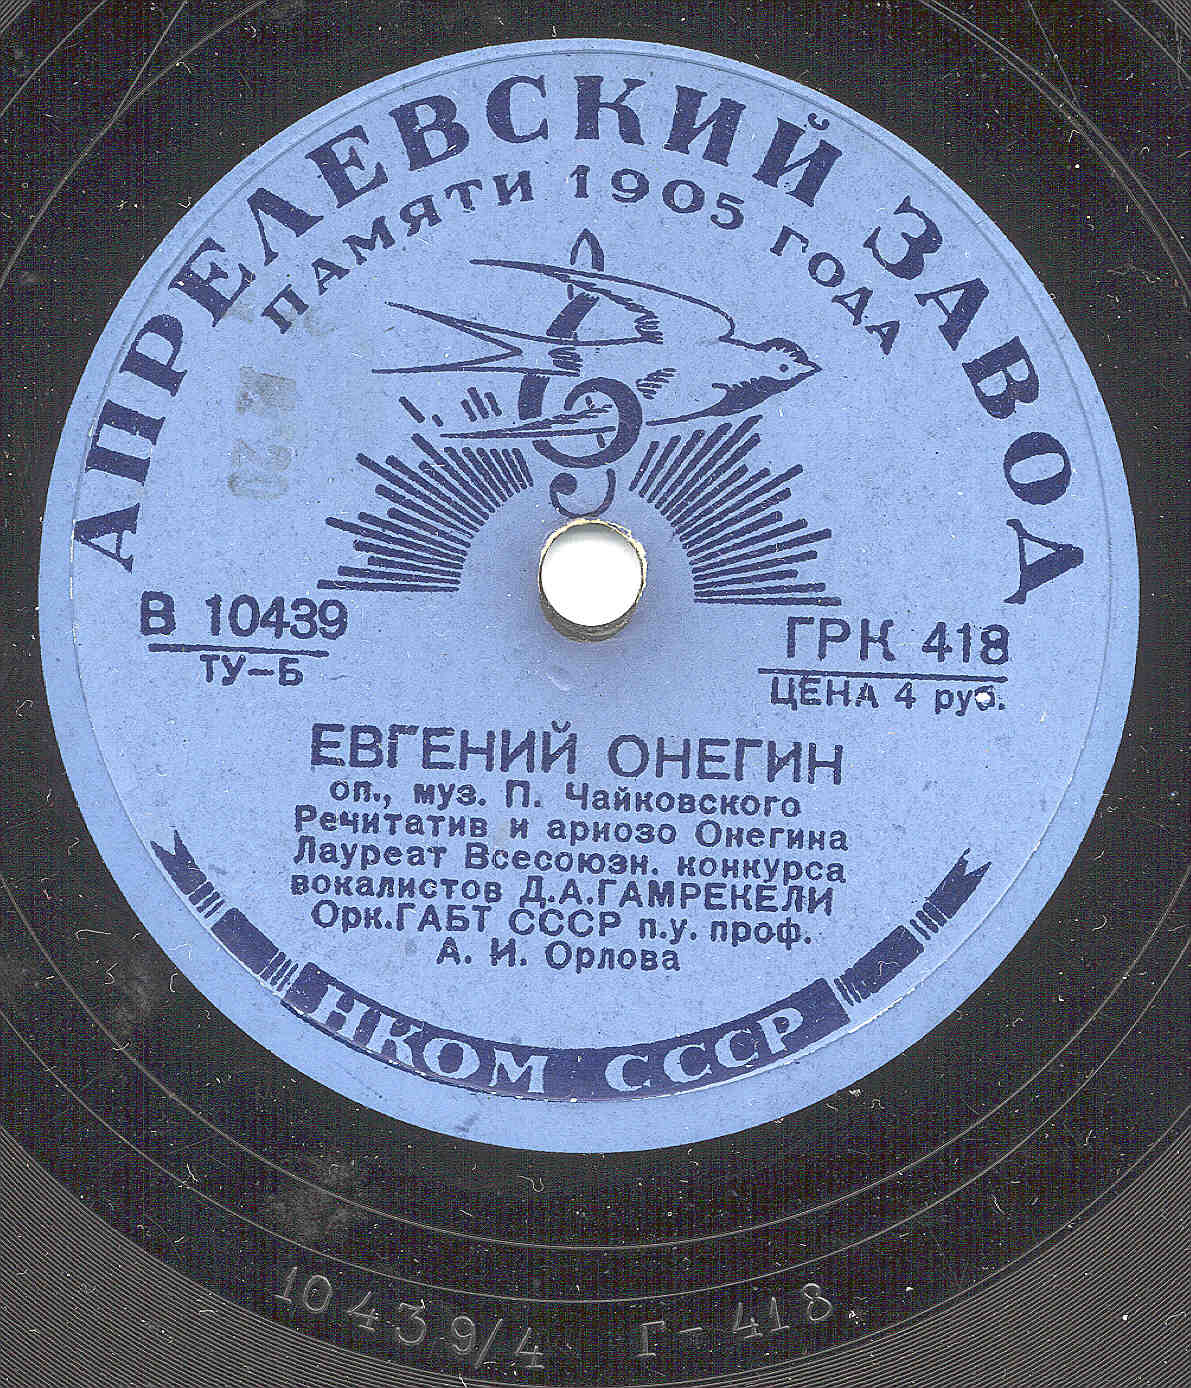 АПРЕЛЕВСКИЙ ЗАВОД
ПАМЯТИ 1905 ГОДА
В 10439
ТУ-Б
ГРК 418
ЦЕНА 4 руб.
ЕВГЕНИЙ ОНЕГИН
оп., муз. П. Чайковского
Речитатив и ариозо Онегина
Лауреат Всесоюзн. конкурса
вокалистов Д.А.ГАМРЕКЕЛИ
Орк.ГАБТ СССР п.у. проф.
А. И. Орлова
НКОМ СССР
10439/4 Г-418